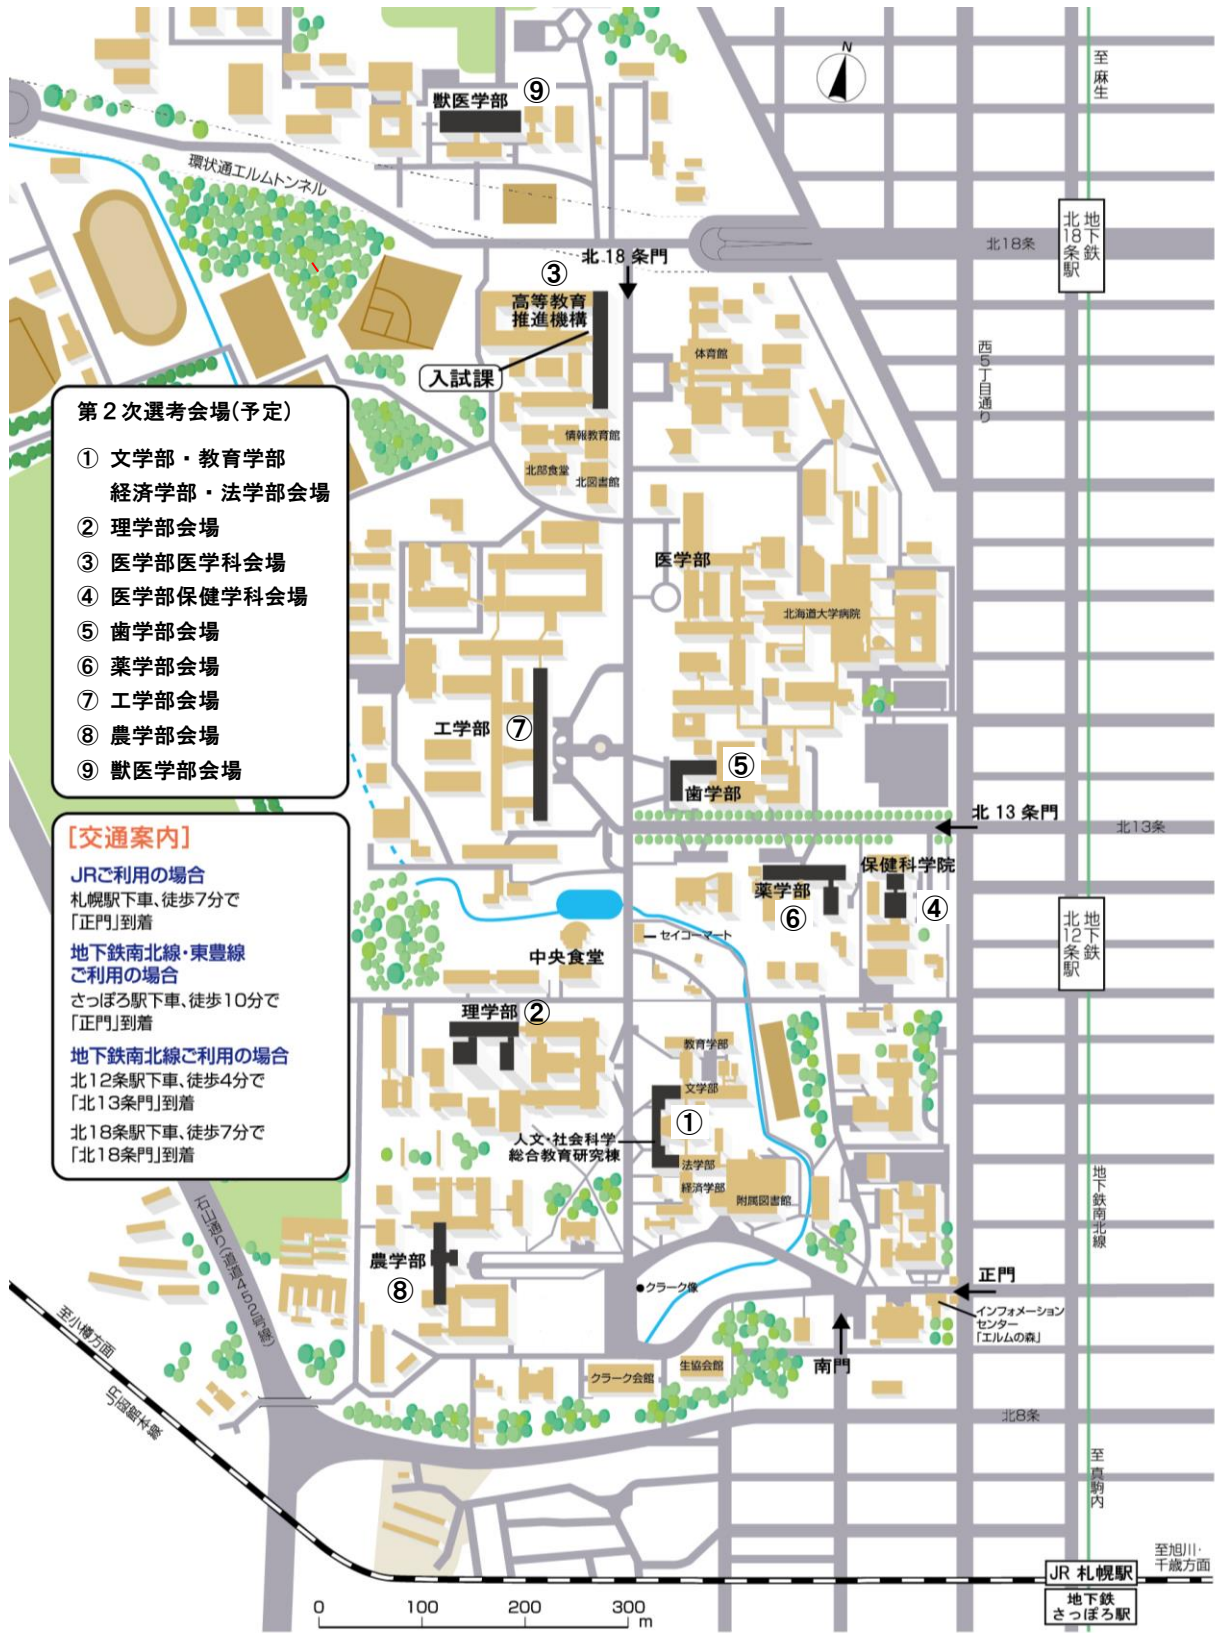 N
至 麻生
獣医学部
⑨
環状通エルムトンネル
地下鉄
北18条駅
北18条
北18条門
③
高等教育
推進機構
入試課
体育館
西5丁目通り
情報教育館
北部食堂
北図書館
第2次選考会場(予定)
① 文学部・教育学部
経済学部・法学部会場
② 理学部会場
③ 医学部医学科会場
④ 医学部保健学科会場
⑤ 歯学部会場
⑥ 薬学部会場
⑦ 工学部会場
⑧ 農学部会場
⑨ 獣医学部会場
医学部
北海道大学病院
工学部
⑦
⑤
歯学部
北13条門
北13条
[交通案内]
JRご利用の場合
札幌駅下車、徒歩7分で
「正門」到着
地下鉄南北線・東豊線
ご利用の場合
さっぽろ駅下車、徒歩10分で
「正門」到着
地下鉄南北線ご利用の場合
北12条駅下車、徒歩4分で
「北13条門」到着
北18条駅下車、徒歩7分で
「北18条門」到着
保健科学院
④
薬学部
⑥
地下鉄
北12条駅
セイコーマート
中央食堂
理学部
②
教育学部
文学部
①
人文・社会科学
総合教育研究棟
法学部
経済学部
附属図書館
地下鉄南北線
石山通り(道道452号線)
農学部
⑧
クラーク像
正門
インフォメーション
センター
「エルムの森」
南門
生協会館
クラーク会館
至小樽方面
JR函館本線
北8条
至 真駒内
至旭川・
千歳方面
JR 札幌駅
地下鉄
さっぽろ駅
0 100 200 300
m